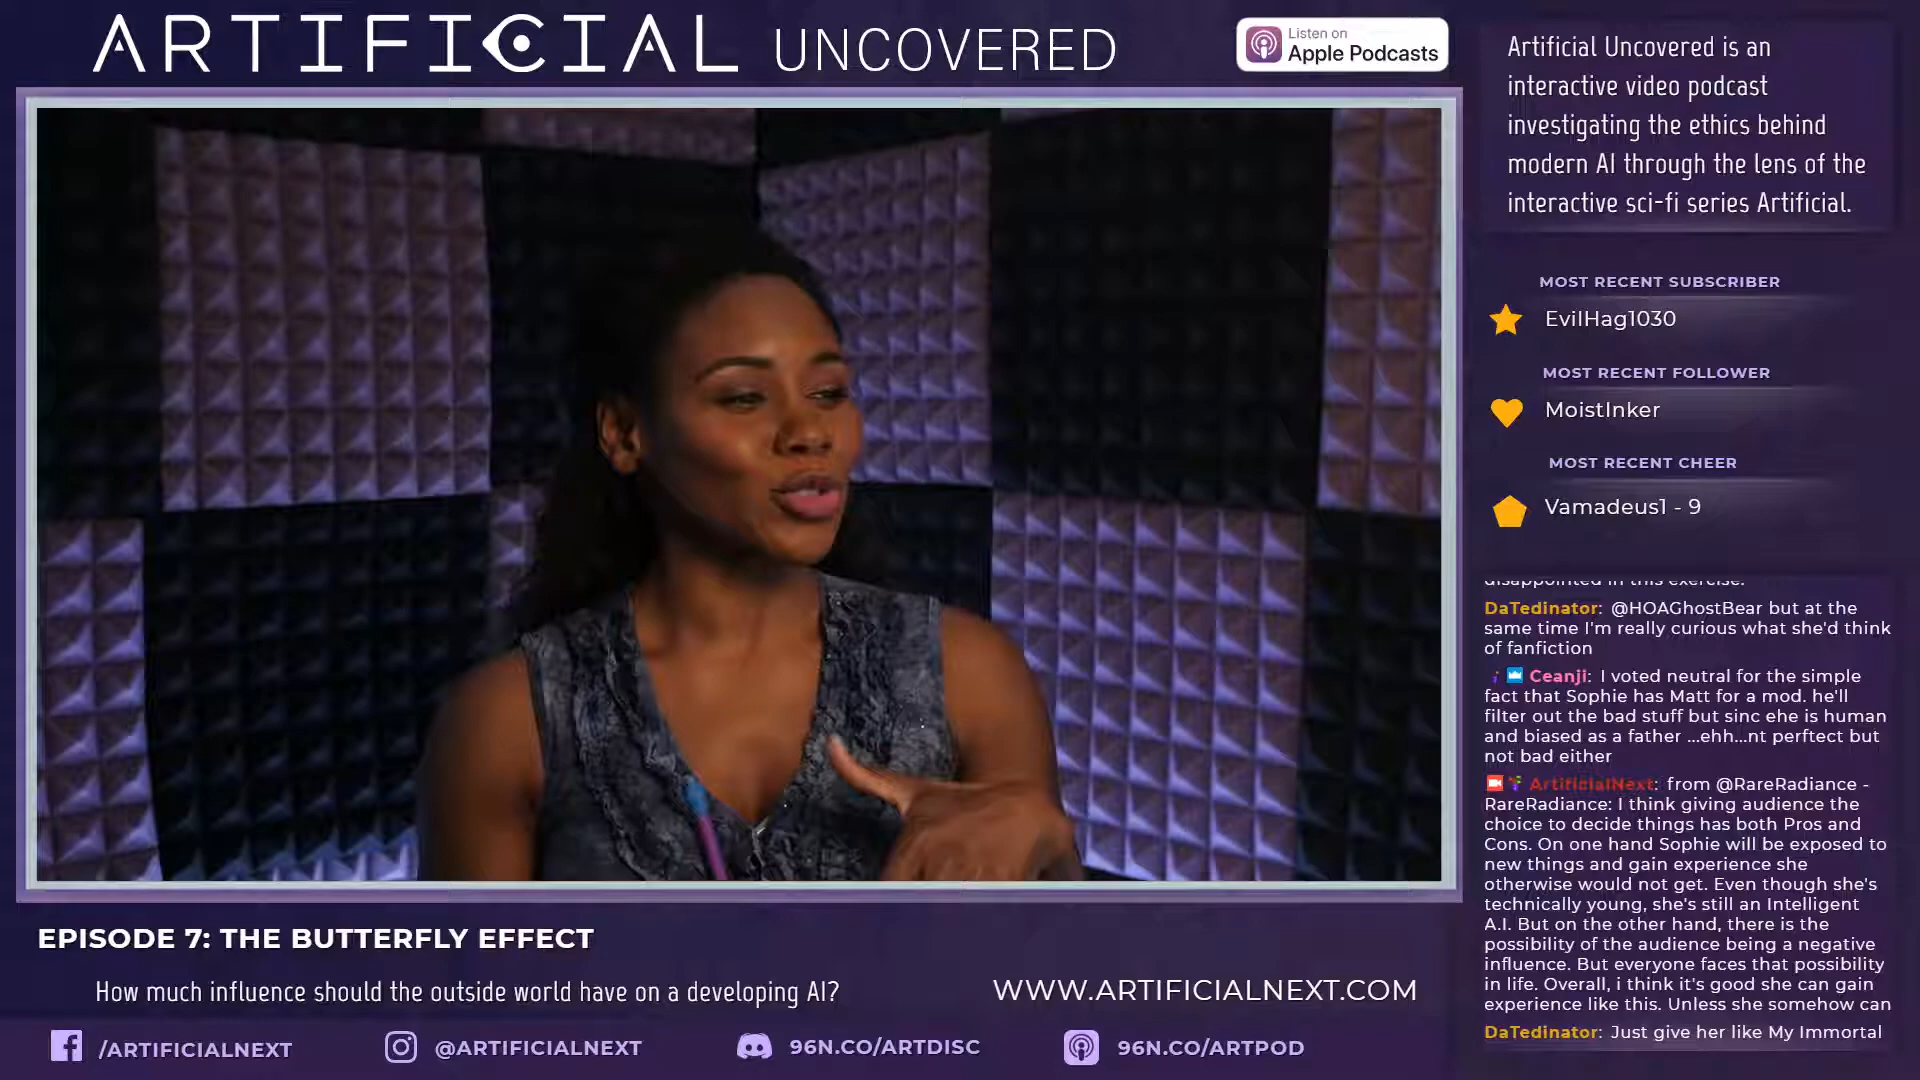 ARTIFICIAL UNCOVERED
Listen on
Apple Podcasts
Artificial Uncovered is an
interactive video podcast
investigating the ethics behind
modern AI through the lens of the
interactive sci-fi series Artificial.
MOST RECENT SUBSCRIBER
EvilHag1030
MOST RECENT FOLLOWER
MoistInker
MOST RECENT CHEER
Vamadeus1 - 9
disappointed in this exercise.
DaTedinator: @HOAGhostBear but at the
same time I'm really curious what she'd think
of fanfiction
Ceanji: I voted neutral for the simple
fact that Sophie has Matt for a mod. he'll
filter out the bad stuff but sinc ehe is human
and biased as a father ...ehh...nt perftect but
not bad either
ArtificialNext: from @RareRadiance -
RareRadiance: I think giving audience the
choice to decide things has both Pros and
Cons. On one hand Sophie will be exposed to
new things and gain experience she
otherwise would not get. Even though she's
technically young, she's still an Intelligent
A.I. But on the other hand, there is the
possibility of the audience being a negative
influence. But everyone faces that possibility
in life. Overall, i think it's good she can gain
experience like this. Unless she somehow can
DaTedinator: Just give her like My Immortal
EPISODE 7: THE BUTTERFLY EFFECT
How much influence should the outside world have on a developing AI?
WWW.ARTIFICIALNEXT.COM
/ARTIFICIALNEXT
@ARTIFICIALNEXT
96N.CO/ARTDISC
96N.CO/ARTPOD